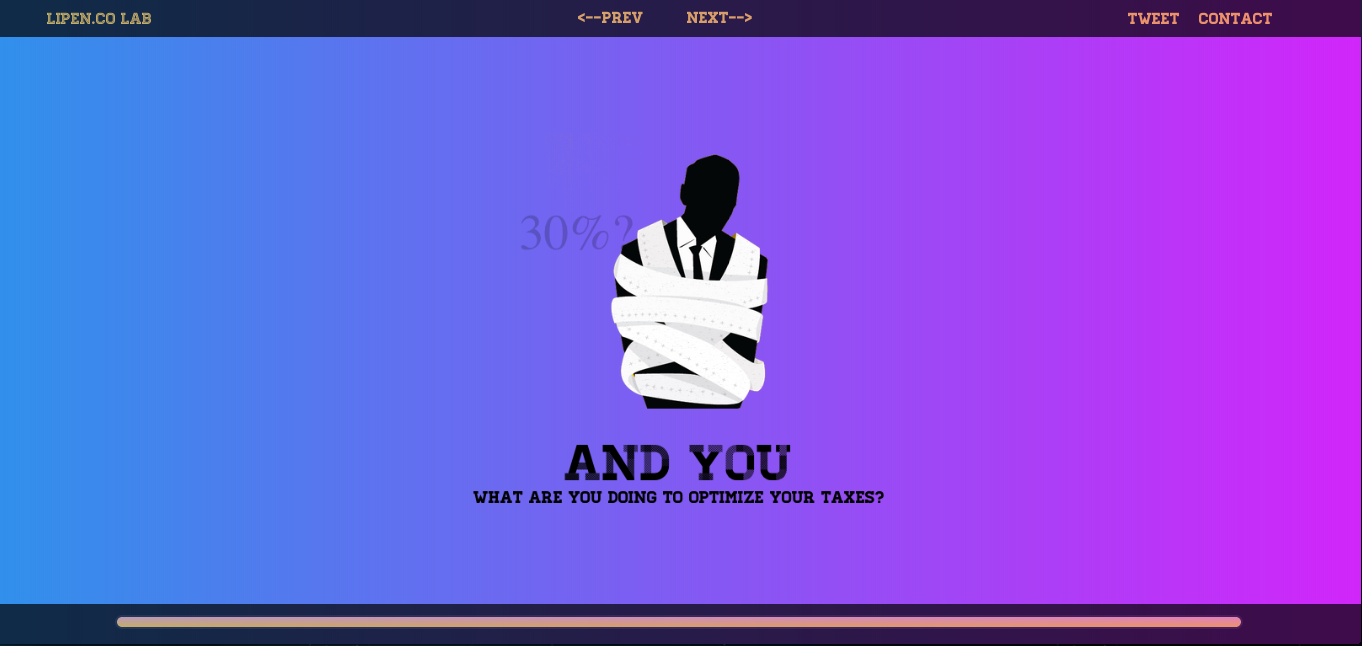 LIPEN.CO LAB
<--PREV NEXT-->
TWEET CONTACT
30%?
AND YOU
WHAT ARE YOU DOING TO OPTIMIZE YOUR TAXES?